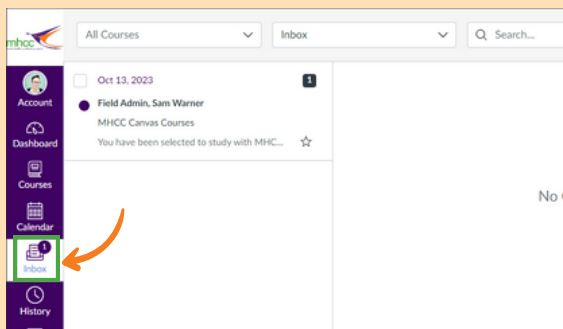 mhcc
All Courses
Inbox
Search...
Account
Dashboard
Courses
Calendar
1
Inbox
History
Oct 13, 2023
1
Field Admin, Sam Warner
MHCC Canvas Courses
You have been selected to study with MHC...
No